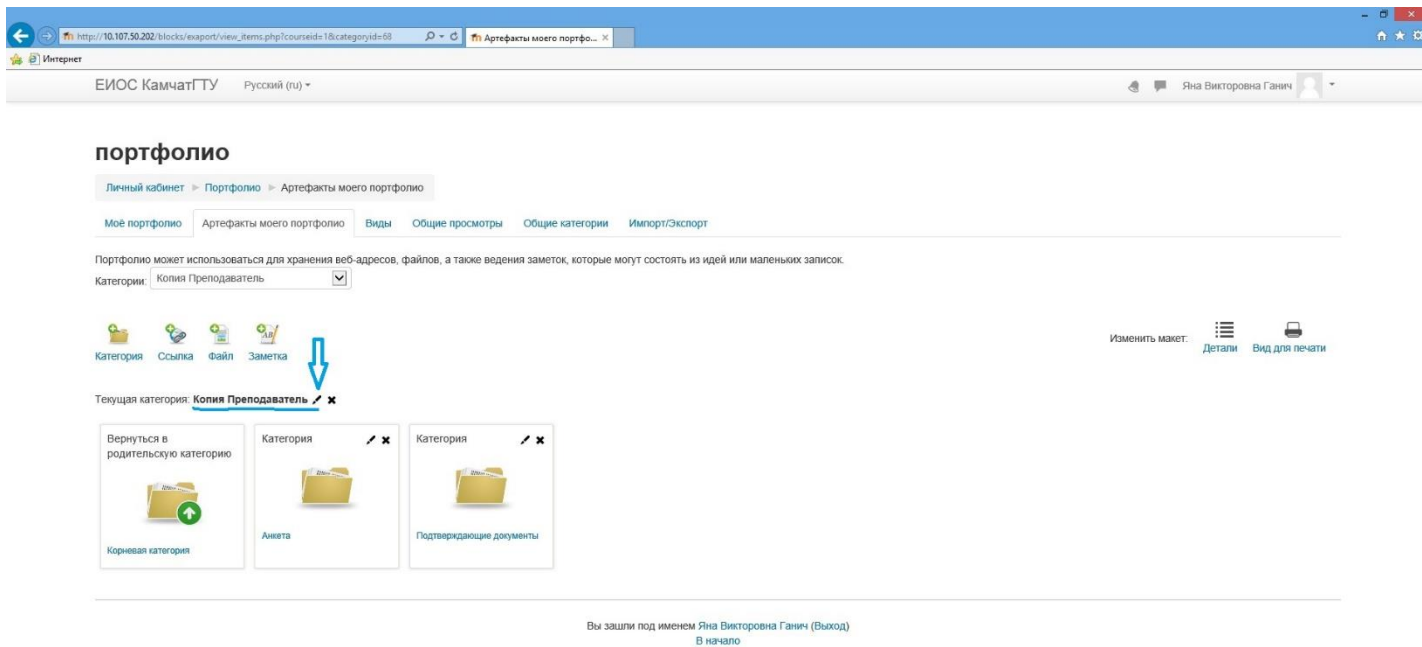 http://10.107.50.202/blocks/exaport/view_items.php?courseid=1&categoryid=68
Артефакты моего портфо...
Интернет
ЕИОС КамчатГТУ Русский (ru)
Яна Викторовна Ганич
портфолио
Личный кабинет Портфолио Артефакты моего портфолио
Моё портфолио Артефакты моего портфолио Виды Общие просмотры Общие категории Импорт/Экспорт
Портфолио может использоваться для хранения веб-адресов, файлов, а также ведения заметок, которые могут состоять из идей или маленьких записок.
Категории: Копия Преподаватель
Изменить макет:
Категория Ссылка Файл Заметка
Детали Вид для печати
Текущая категория: Копия Преподаватель
Вернуться в
родительскую категорию
Корневая категория
Категория
Анкета
Категория
Подтверждающие документы
Вы зашли под именем Яна Викторовна Ганич (Выход)
В начало